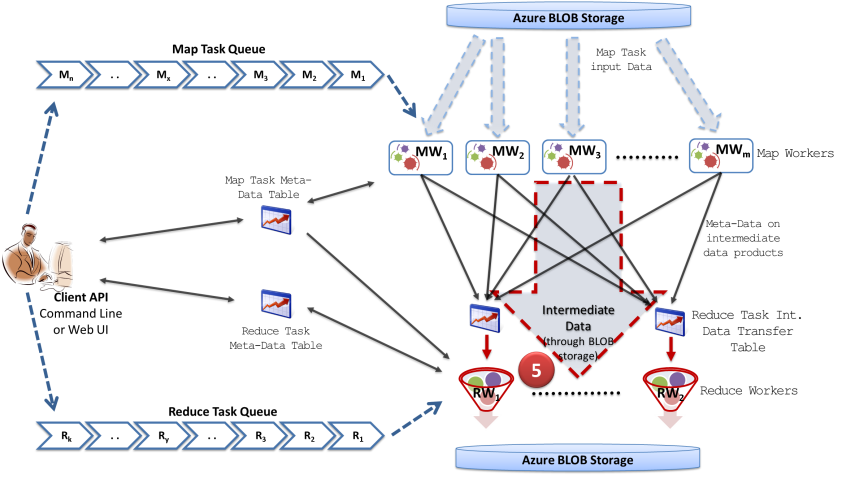 Azure BLOB Storage
Map Task Queue
Map Task
input Data
Mn
. .
Mx
. .
M3
M2
M1
MW1
MW2
MW3
MWm
Map Workers
Map Task Meta-
Data Table
Meta-Data on
intermediate
data products
Client API
Command Line
or Web UI
Intermediate
Data
(through BLOB
storage)
Reduce Task Int.
Data Transfer
Table
Reduce Task
Meta-Data Table
5
RW1
RW2
Reduce Workers
Reduce Task Queue
Rk
. .
Ry
. .
R3
R2
R1
Azure BLOB Storage